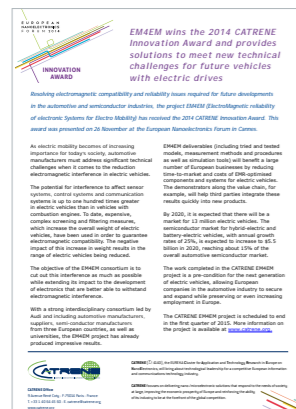 EUROPEAN
NANOELECTRONICS
FORUM 2014
INNOVATION
AWARD
EM4EM wins the 2014 CATRENE
Innovation Award and provides
solutions to meet new technical
challenges for future vehicles
with electric drives
Resolving electromagnetic compatibility and reliability issues required for future developments
in the automotive and semiconductor industries, the project EM4EM (ElectroMagnetic reliability
of electronic Systems for Electro Mobility) has received the 2014 CATRENE Innovation Award. This
award was presented on 26 November at the European Nanoelectronics Forum in Cannes.
As electric mobility becomes of increasing
importance for today's society, automotive
manufacturers must address significant technical
challenges when it comes to the reduction
electromagnetic interference in electric vehicles.
The potential for interference to affect sensor
systems, control systems and communication
systems is up to one hundred times greater
in electric vehicles than in vehicles with
combustion engines. To date, expensive,
complex screening and filtering measures,
which increase the overall weight of electric
vehicles, have been used in order to guarantee
electromagnetic compatibility. The negative
impact of this increase in weight results in the
range of electric vehicles being reduced.
The objective of the EM4EM consortium is to
cut out this interference as much as possible
while extending its impact to the development
of electronics that are better able to withstand
electromagnetic interference.
With a strong interdisciplinary consortium led by
Audi and including automotive manufacturers,
suppliers, semi-conductor manufacturers
from three European countries, as well as
universities, the EM4EM project has already
produced impressive results.
EM4EM deliverables (including tried and tested
models, measurement methods and procedures
as well as simulation tools) will benefit a large
number of European businesses by reducing
time-to-market and costs of EMR-optimised
components and systems for electric vehicles.
The demonstrators along the value chain, for
example, will help third parties integrate these
results quickly into new products.
By 2020, it is expected that there will be a
market for 13 million electric vehicles. The
semiconductor market for hybrid-electric and
battery-electric vehicles, with annual growth
rates of 25%, is expected to increase to $5.5
billion in 2020, reaching about 15% of the
overall automotive semiconductor market.
The work completed in the CATRENE EM4EM
project is a pre-condition for the next generation
of electric vehicles, allowing European
companies in the automotive industry to secure
and expand while preserving or even increasing
employment in Europe.
The CATRENE EM4EM project is scheduled to end
in the first quarter of 2015. More information on
the project is available at www.catrene.org.
CATRENE
CATRENE Office